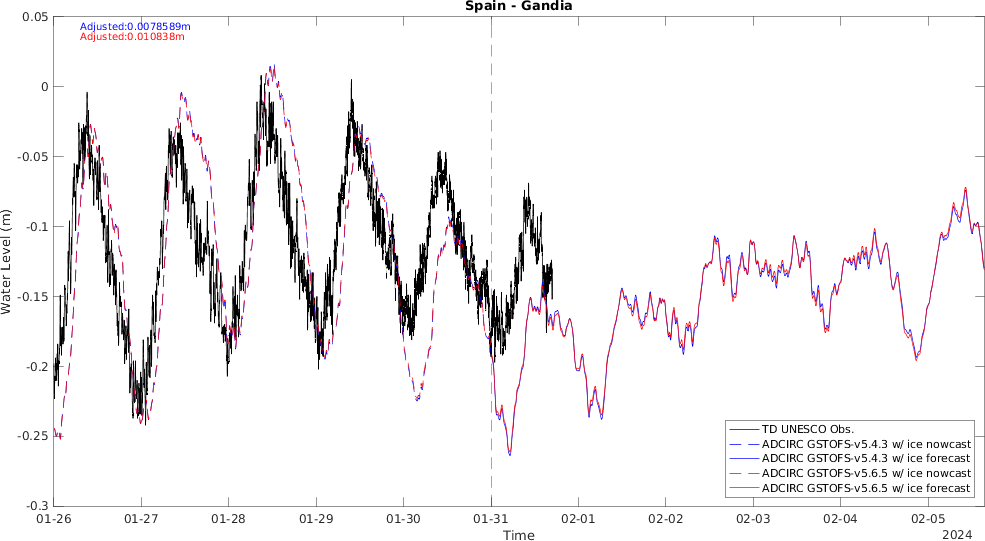 Spain - Gandia
Adjusted:0.0078589m
Adjusted:0.010838m
0.05
0
-0.05
-0.1
-0.15
-0.2
-0.25
-0.3
Water Level (m)
TD UNESCO Obs.
ADCIRC GSTOFS-v5.4.3 w/ ice nowcast
ADCIRC GSTOFS-v5.4.3 w/ ice forecast
ADCIRC GSTOFS-v5.6.5 w/ ice nowcast
ADCIRC GSTOFS-v5.6.5 w/ ice forecast
01-26 01-27 01-28 01-29 01-30 01-31 02-01 02-02 02-03 02-04 02-05
Time
2024